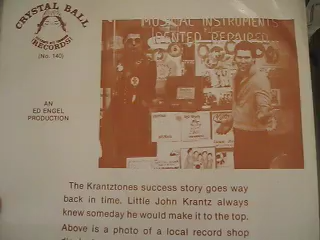 CRYSTAL BALL
RECORDS
(No. 140)
MUSICAL INSTRUMENTS
RENTED REPAIRED
AN
ED ENGEL
PRODUCTION
The Krantztones success story goes way
back in time. Little John Krantz always
knew someday he would make it to the top.
Above is a photo of a local record shop